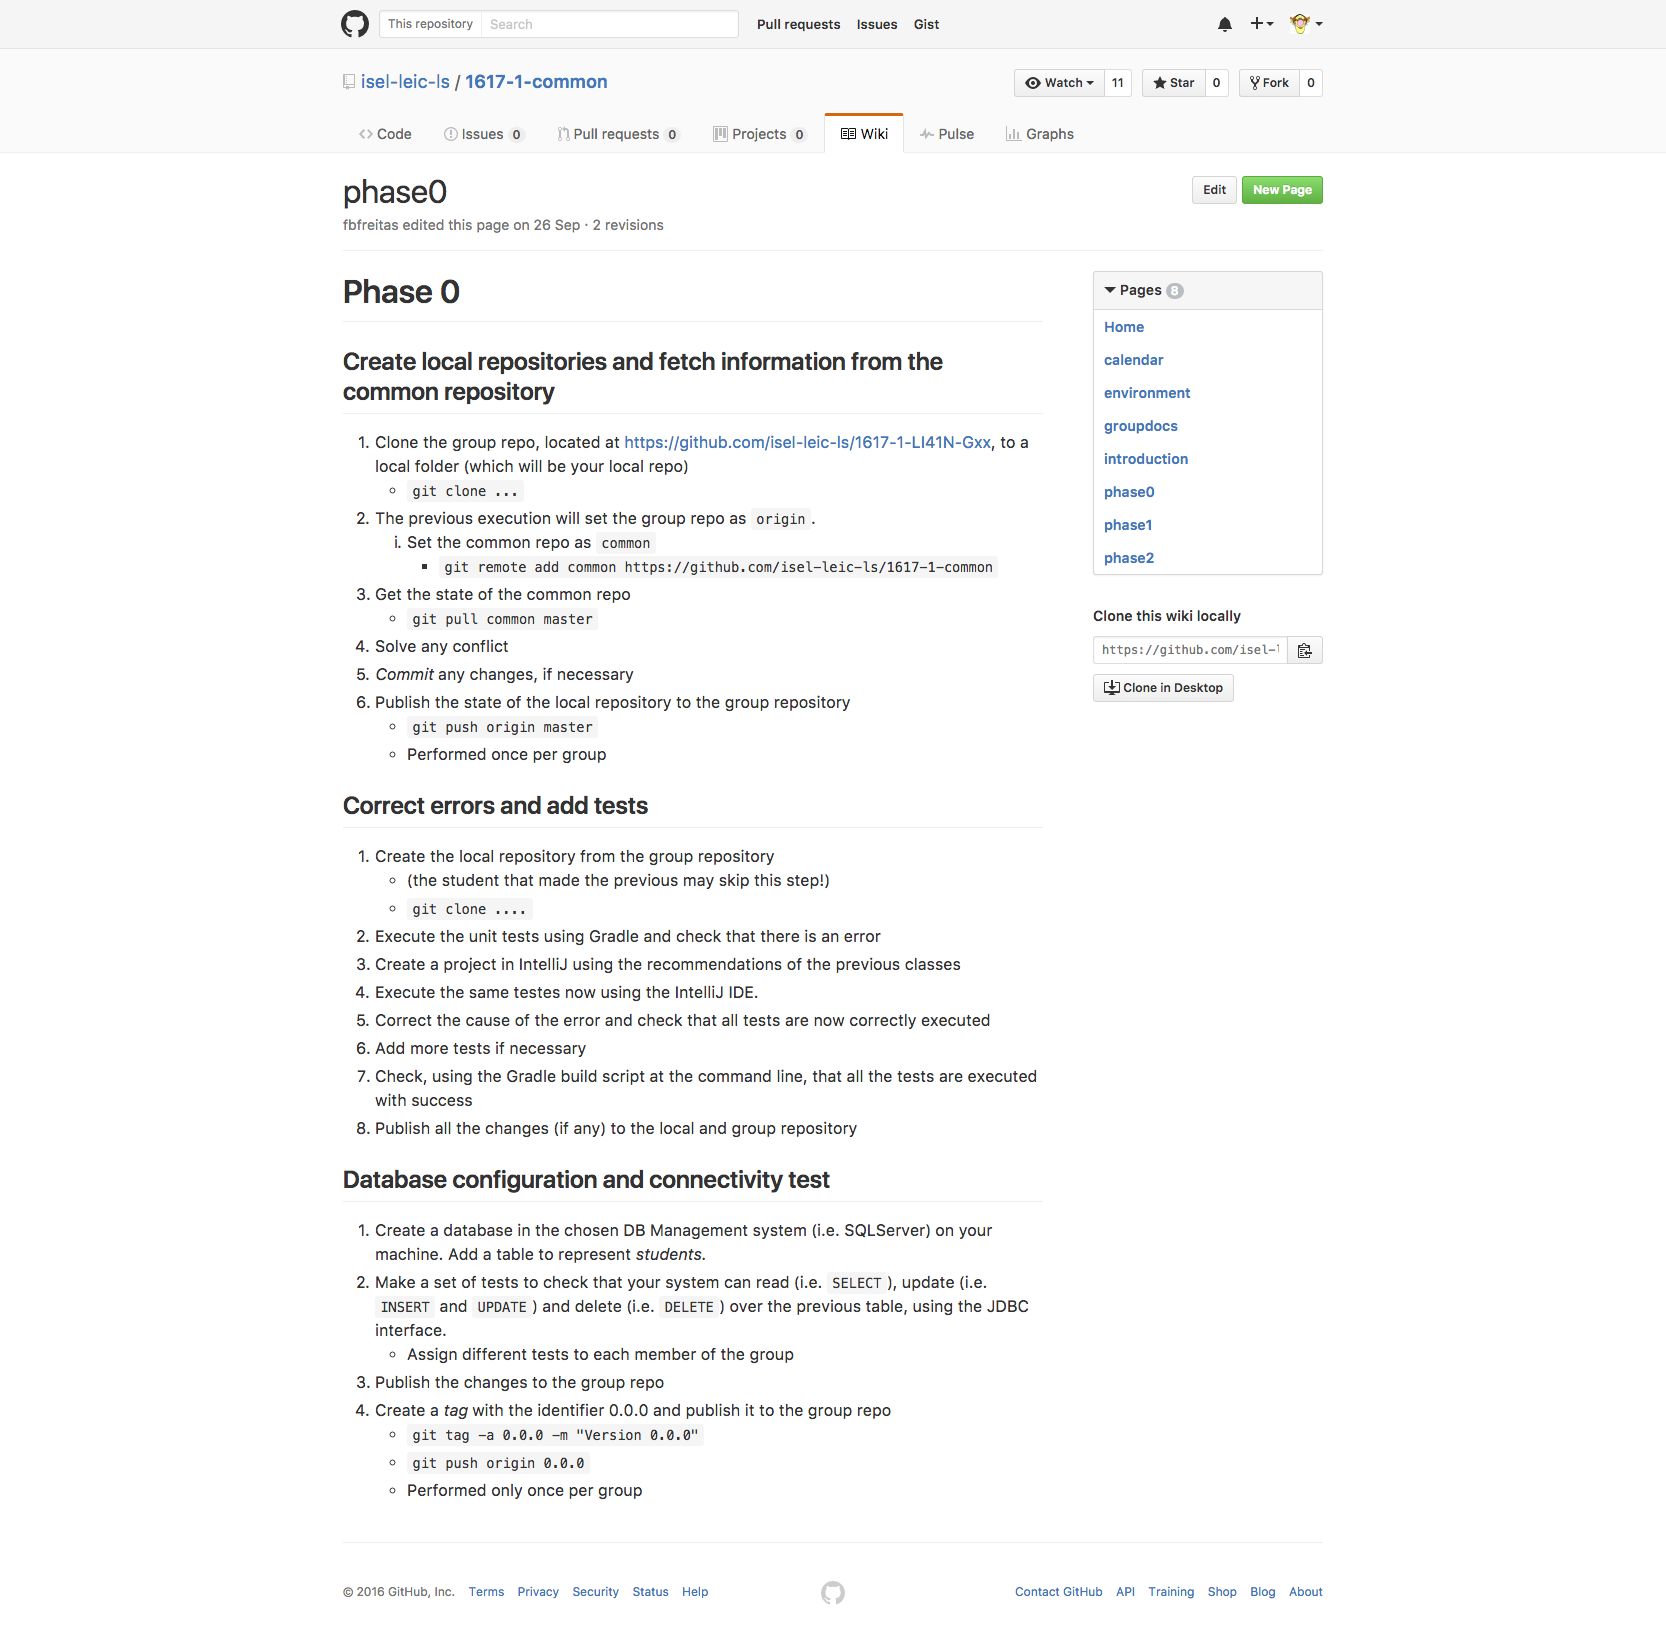 This repository Search Pull requests Issues Gist
isel-leic-ls / 1617-1-common Watch 11 Star 0 Fork 0
Code Issues 0 Pull requests 0 Projects 0 Wiki Pulse Graphs
phase0 Edit New Page
fbfreitas edited this page on 26 Sep · 2 revisions
Phase 0
Create local repositories and fetch information from the
common repository
1. Clone the group repo, located at https://github.com/isel-leic-ls/1617-1-LI41N-Gxx, to a
local folder (which will be your local repo)
git clone ...
2. The previous execution will set the group repo as origin.
i. Set the common repo as common
git remote add common https://github.com/isel-leic-ls/1617-1-common
3. Get the state of the common repo
git pull common master
4. Solve any conflict
5. Commit any changes, if necessary
6. Publish the state of the local repository to the group repository
git push origin master
Performed once per group
Correct errors and add tests
1. Create the local repository from the group repository
(the student that made the previous may skip this step!)
git clone ....
2. Execute the unit tests using Gradle and check that there is an error
3. Create a project in IntelliJ using the recommendations of the previous classes
4. Execute the same testes now using the IntelliJ IDE.
5. Correct the cause of the error and check that all tests are now correctly executed
6. Add more tests if necessary
7. Check, using the Gradle build script at the command line, that all the tests are executed
with success
8. Publish all the changes (if any) to the local and group repository
Database configuration and connectivity test
1. Create a database in the chosen DB Management system (i.e. SQLServer) on your
machine. Add a table to represent students.
2. Make a set of tests to check that your system can read (i.e. SELECT ), update (i.e.
INSERT and UPDATE ) and delete (i.e. DELETE ) over the previous table, using the JDBC
interface.
Assign different tests to each member of the group
3. Publish the changes to the group repo
4. Create a tag with the identifier 0.0.0 and publish it to the group repo
git tag -a 0.0.0 -m "Version 0.0.0"
git push origin 0.0.0
Performed only once per group
Pages 8
Home
calendar
environment
groupdocs
introduction
phase0
phase1
phase2
Clone this wiki locally
https://github.com/isel-l
Clone in Desktop
© 2016 GitHub, Inc. Terms Privacy Security Status Help Contact GitHub API Training Shop Blog About